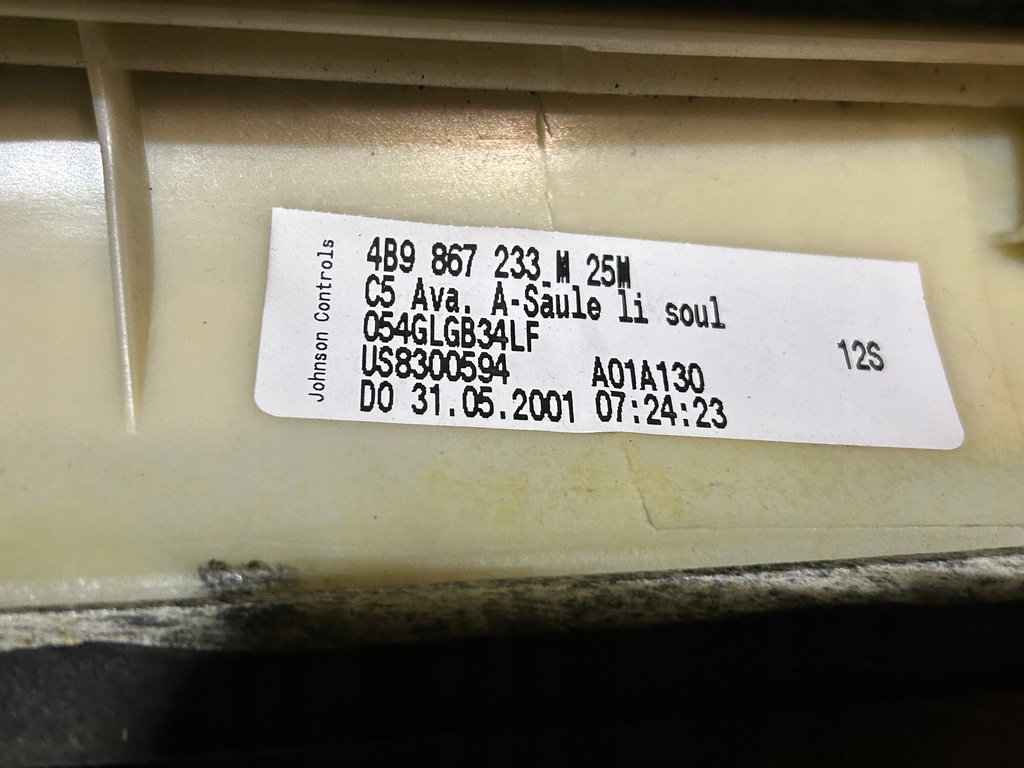 Johnson Controls
4B9 867 233 M 25M
C5 Ava. A-Säule li soul
054GLGB34LF
12S
US8300594 A01A130
DO 31.05.2001 07:24:23